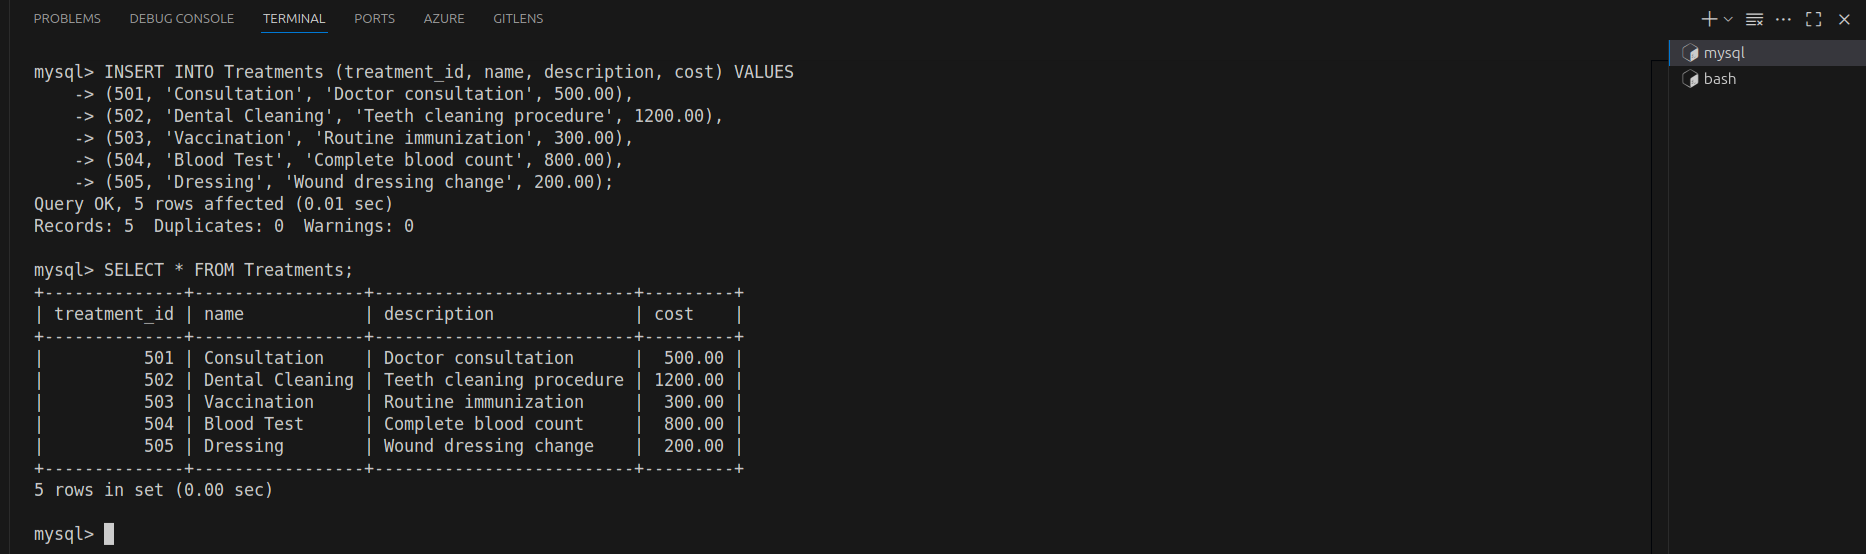 PROBLEMS DEBUG CONSOLE TERMINAL PORTS AZURE GITLENS
mysql
bash
mysql> INSERT INTO Treatments (treatment_id, name, description, cost) VALUES
    -> (501, 'Consultation', 'Doctor consultation', 500.00),
    -> (502, 'Dental Cleaning', 'Teeth cleaning procedure', 1200.00),
    -> (503, 'Vaccination', 'Routine immunization', 300.00),
    -> (504, 'Blood Test', 'Complete blood count', 800.00),
    -> (505, 'Dressing', 'Wound dressing change', 200.00);
Query OK, 5 rows affected (0.01 sec)
Records: 5  Duplicates: 0  Warnings: 0
mysql> SELECT * FROM Treatments;
+--------------+-----------------+--------------------------+---------+
| treatment_id | name            | description              | cost    |
+--------------+-----------------+--------------------------+---------+
|          501 | Consultation    | Doctor consultation      |  500.00 |
|          502 | Dental Cleaning | Teeth cleaning procedure | 1200.00 |
|          503 | Vaccination     | Routine immunization     |  300.00 |
|          504 | Blood Test      | Complete blood count     |  800.00 |
|          505 | Dressing        | Wound dressing change    |  200.00 |
+--------------+-----------------+--------------------------+---------+
5 rows in set (0.00 sec)
mysql>